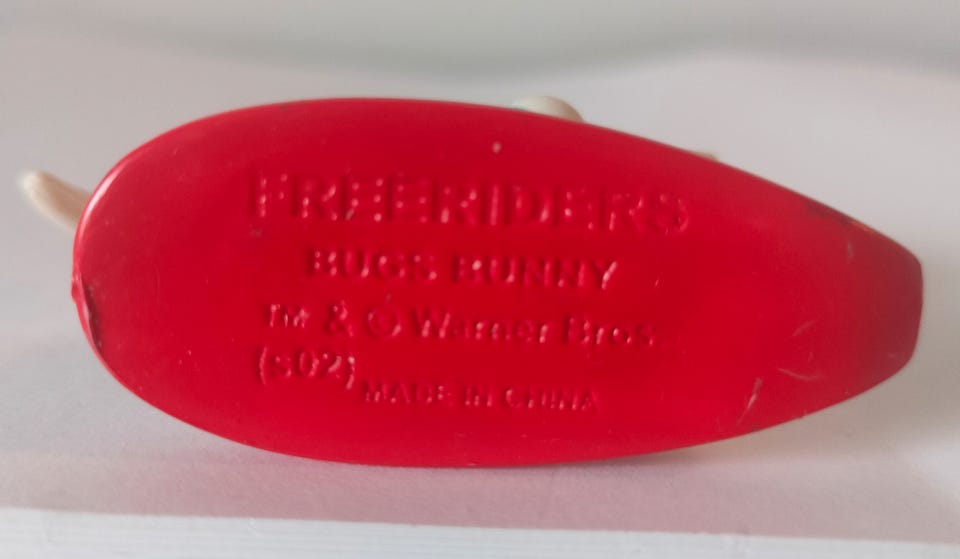 FREERIDERS
BUGS BUNNY
™ & © Warner Bros.
(s02)
MADE IN CHINA